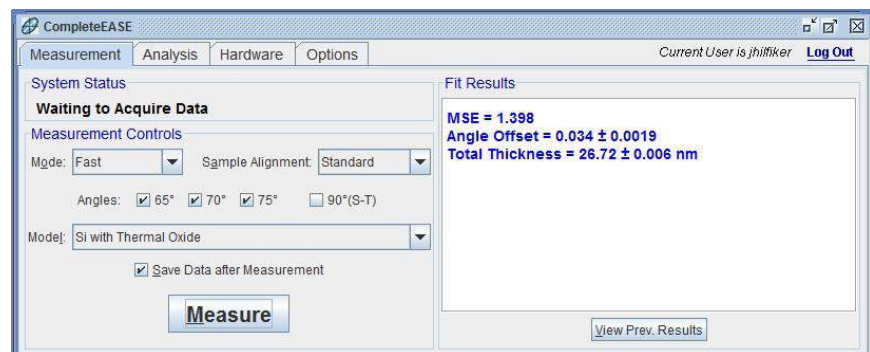 CompleteEASE
Measurement Analysis Hardware Options Current User is jhilfiker Log Out
System Status
Waiting to Acquire Data
Measurement Controls
Mode: Fast Sample Alignment: Standard
Angles: 65° 70° 75° 90°(S-T)
Model: Si with Thermal Oxide
Save Data after Measurement
Measure
Fit Results
MSE = 1.398
Angle Offset = 0.034 ± 0.0019
Total Thickness = 26.72 ± 0.006 nm
View Prev. Results